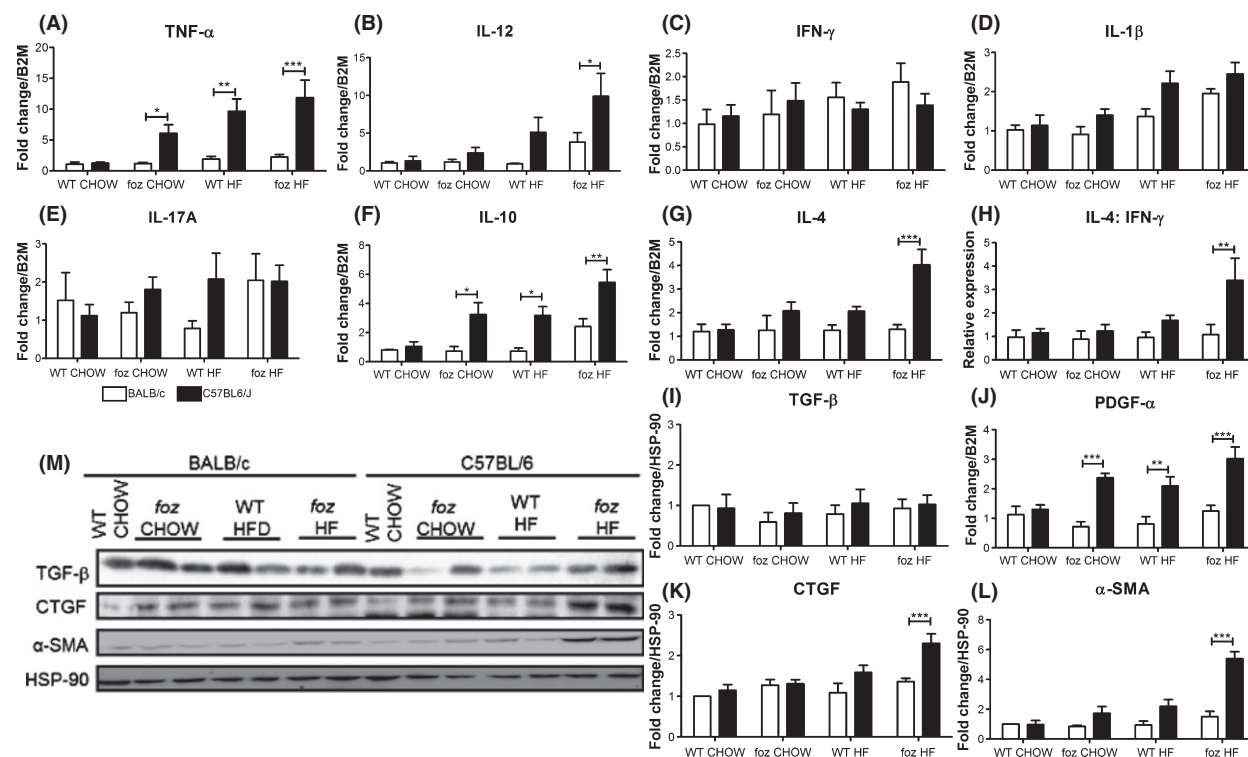 (A) TNF-α
Fold change/B2M
20
15
10
5
0
* ** ***
WT CHOW foz CHOW WT HF foz HF
(B) IL-12
Fold change/B2M
15
10
5
0
*
WT CHOW foz CHOW WT HF foz HF
(C) IFN-γ
Fold change/B2M
2.5
2.0
1.5
1.0
0.5
0.0
WT CHOW foz CHOW WT HF foz HF
(D) IL-1β
Fold change/B2M
3
2
1
0
WT CHOW foz CHOW WT HF foz HF
(E) IL-17A
Fold change/B2M
3
2
1
0
WT CHOW foz CHOW WT HF foz HF
BALB/c C57BL6/J
(F) IL-10
Fold change/B2M
8
6
4
2
0
* * **
WT CHOW foz CHOW WT HF foz HF
(G) IL-4
Fold change/B2M
5
4
3
2
1
0
***
WT CHOW foz CHOW WT HF foz HF
(H) IL-4: IFN-γ
Relative expression
5
4
3
2
1
0
**
WT CHOW foz CHOW WT HF foz HF
(I) TGF-β
Fold change/HSP-90
3
2
1
0
WT CHOW foz CHOW WT HF foz HF
(J) PDGF-α
Fold change/B2M
4
3
2
1
0
*** ** ***
WT CHOW foz CHOW WT HF foz HF
(K) CTGF
Fold change/HSP-90
3
2
1
0
***
WT CHOW foz CHOW WT HF foz HF
(L) α-SMA
Fold change/HSP-90
8
6
4
2
0
***
WT CHOW foz CHOW WT HF foz HF
(M)
BALB/c C57BL/6
WT CHOW foz CHOW WT HFD foz HF WT CHOW foz CHOW WT HF foz HF
TGF-β
CTGF
α-SMA
HSP-90